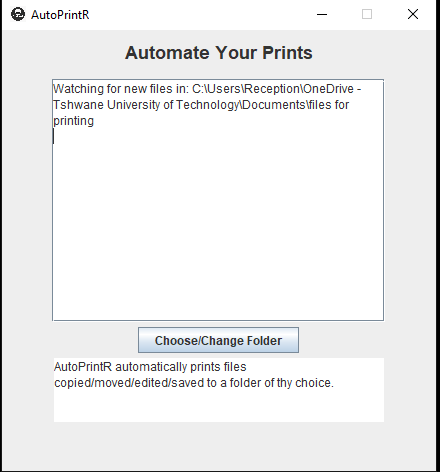 AutoPrintR
Automate Your Prints
Watching for new files in: C:\Users\Reception\OneDrive -
Tshwane University of Technology\Documents\files for
printing
Choose/Change Folder
AutoPrintR automatically prints files
copied/moved/edited/saved to a folder of thy choice.